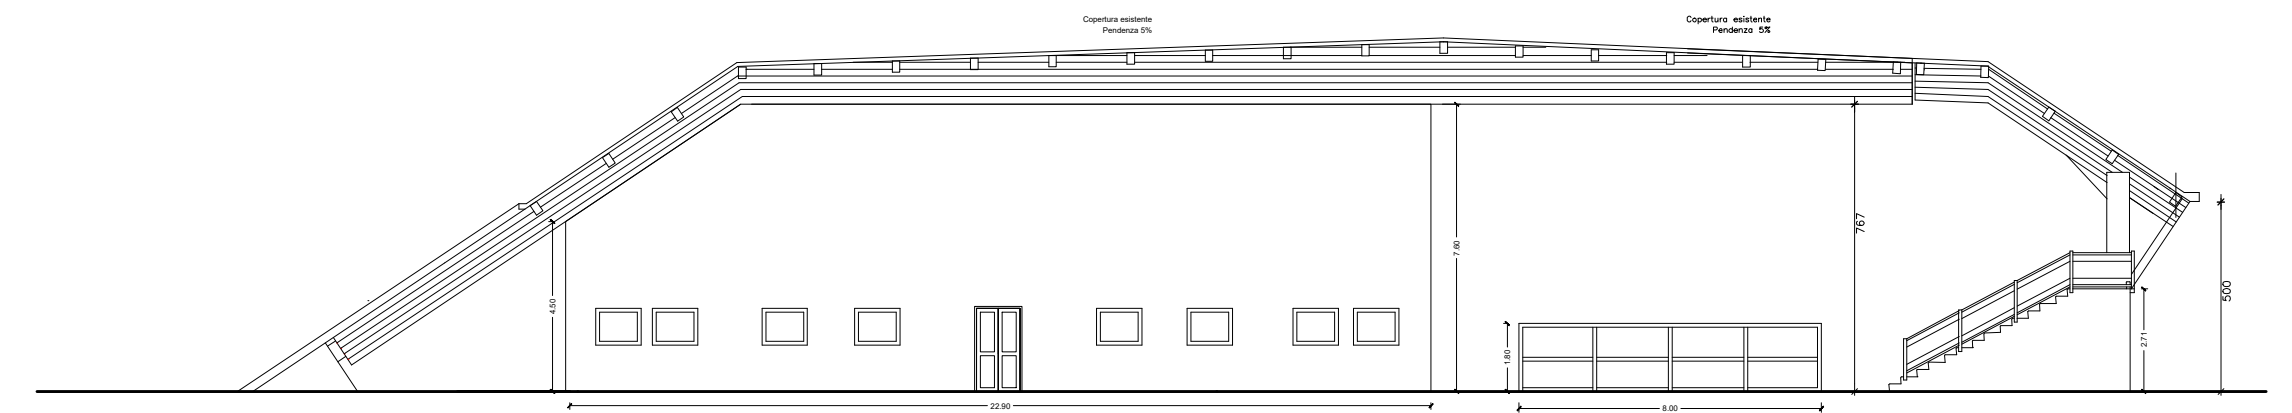 Copertura esistente
Pendenza 5%
Copertura esistente
Pendenza 5%
4.50
7.60
767
500
1.80
2.71
22.90
8.00